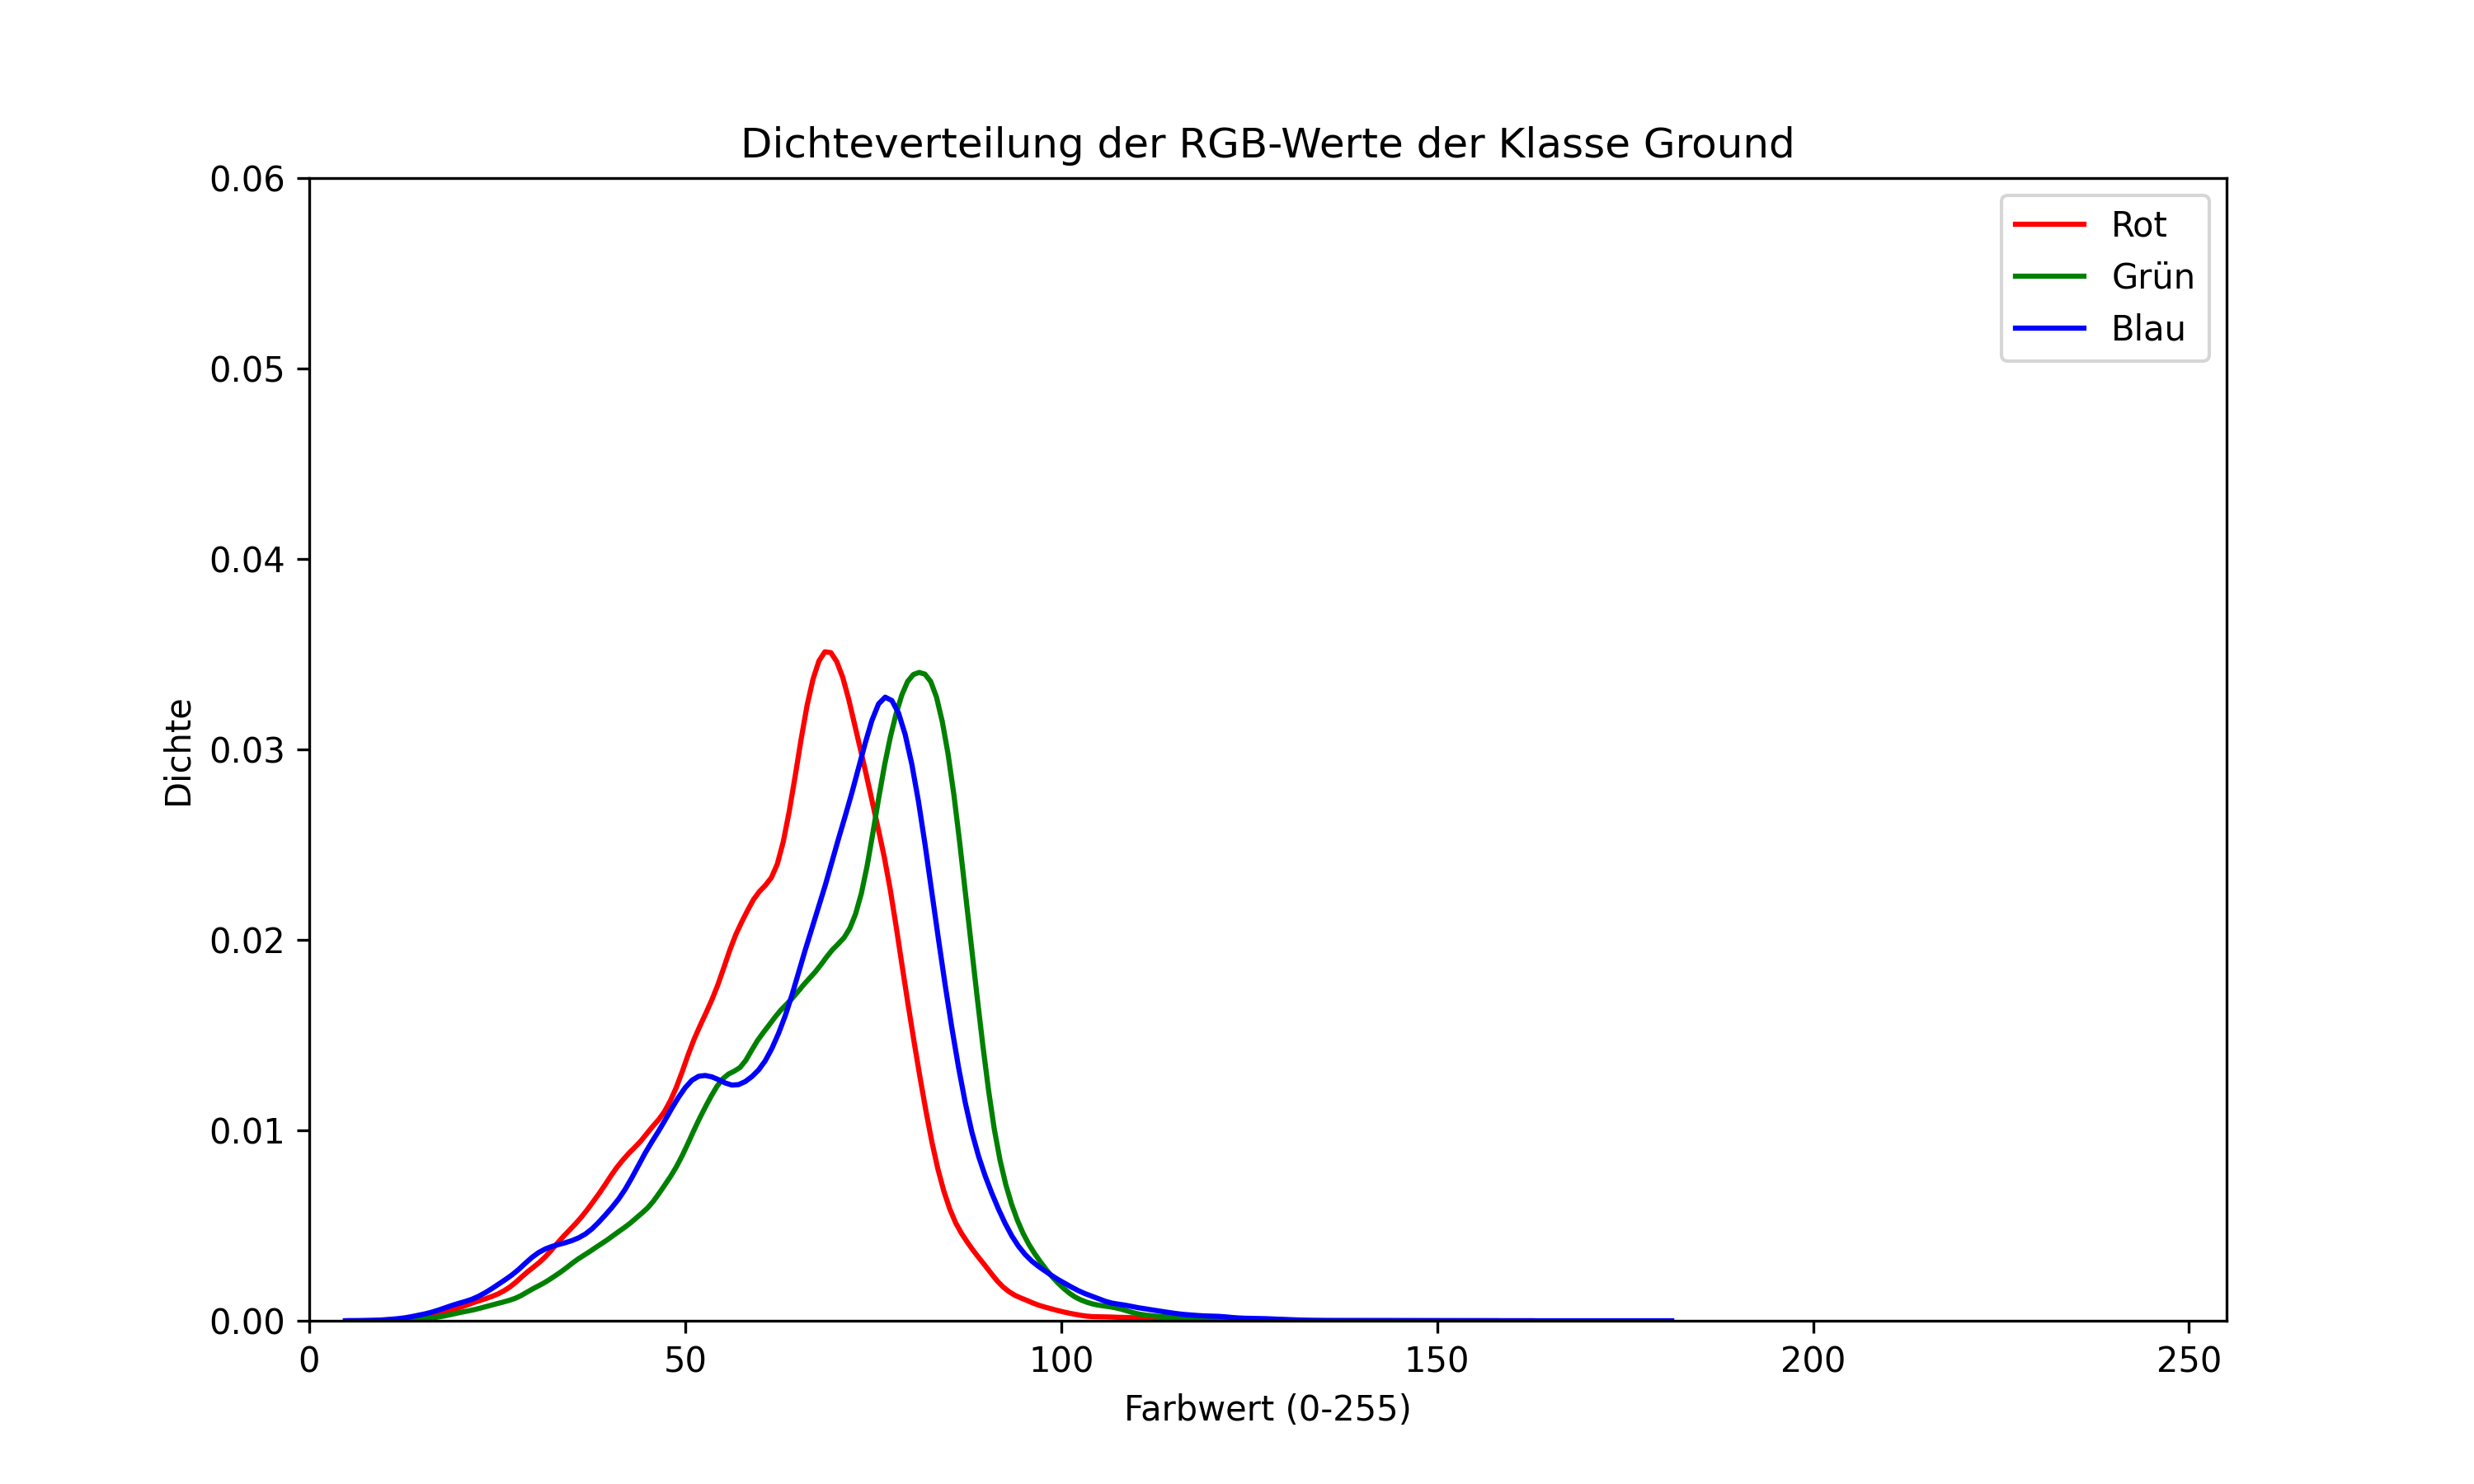 Dichteverteilung der RGB-Werte der Klasse Ground
0.06
0.05
0.04
0.03
0.02
0.01
0.00
Dichte
Rot
Grün
Blau
0 50 100 150 200 250
Farbwert (0-255)